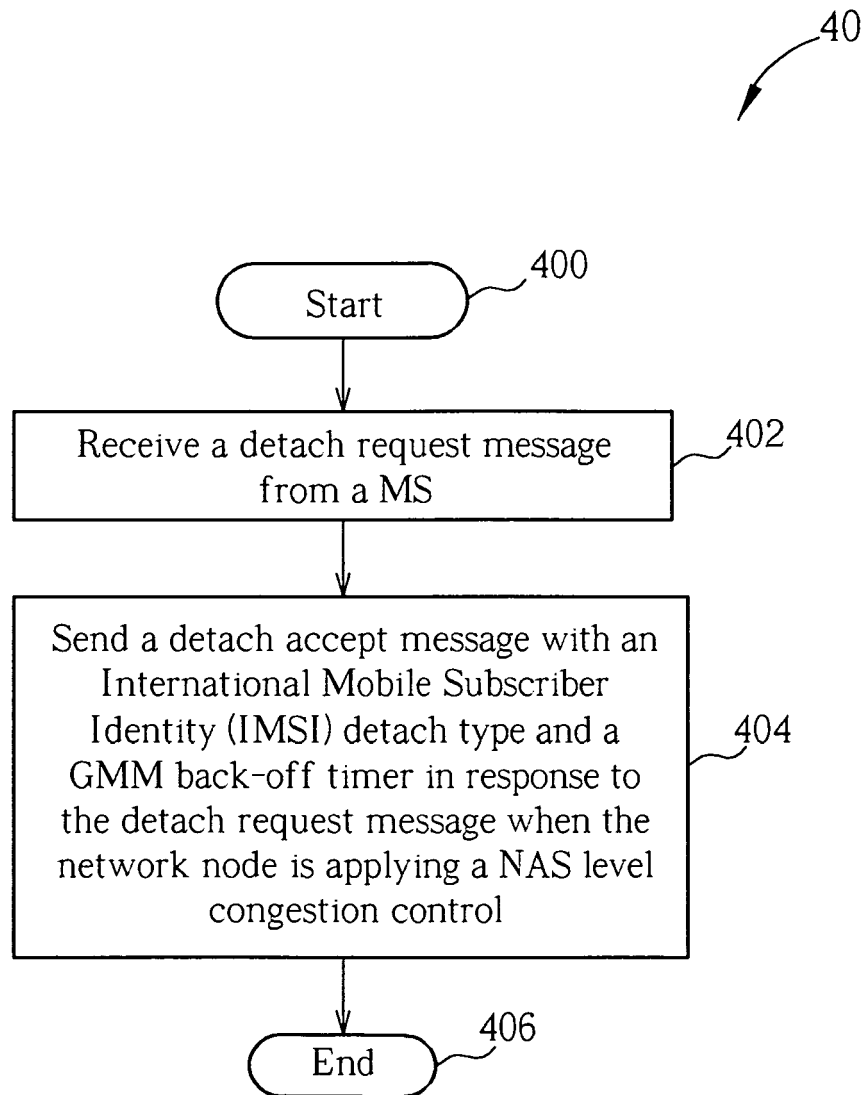 40
Start
400
Receive a detach request message
from a MS
402
Send a detach accept message with an
International Mobile Subscriber
Identity (IMSI) detach type and a
GMM back-off timer in response to
the detach request message when the
network node is applying a NAS level
congestion control
404
End
406